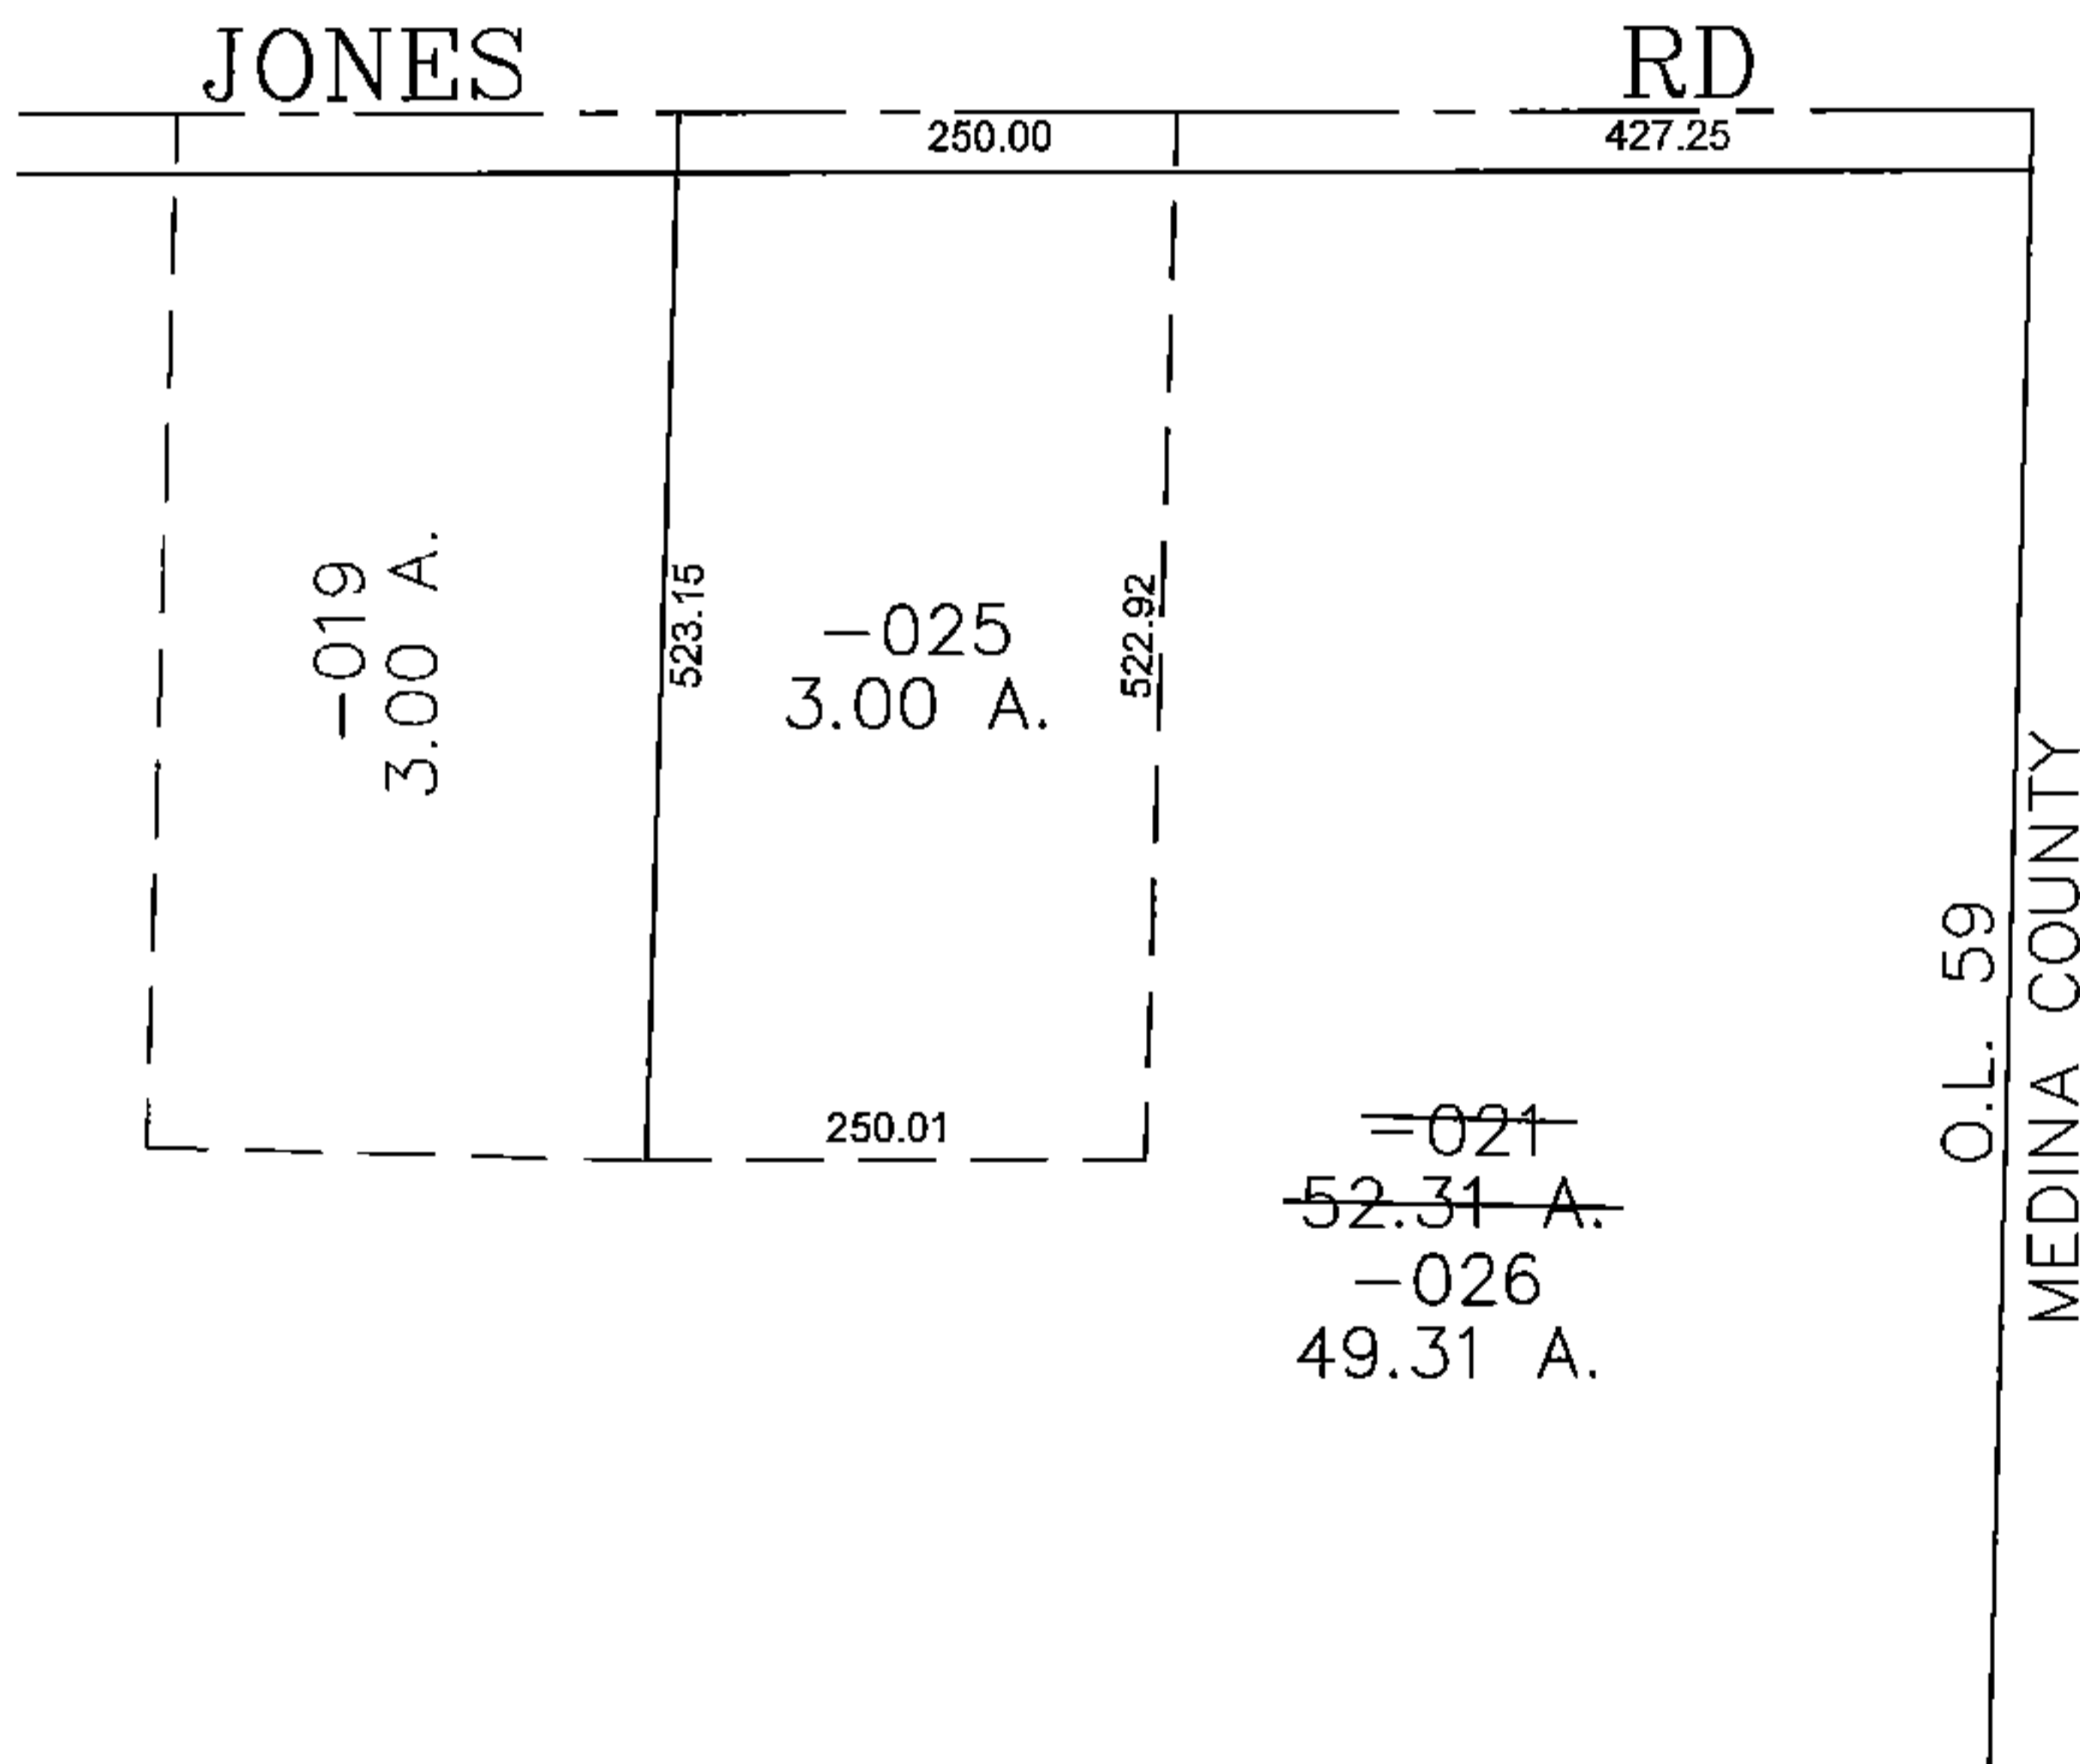 JONES RD
250.00 427.25
-019
3.00 A.
523.15
-025
3.00 A.
522.92
250.01
-021
52.31 A.
-026
49.31 A.
O.L. 59
MEDINA COUNTY